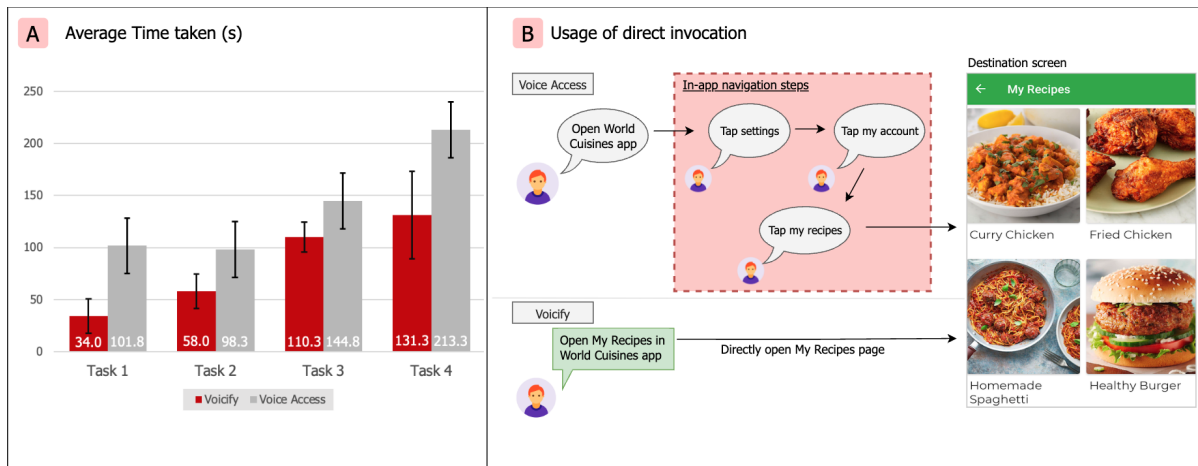 A
Average Time taken (s)
250
200
150
100
50
0
34.0
101.8
58.0
98.3
110.3
144.8
131.3
213.3
Task 1
Task 2
Task 3
Task 4
Voicify
Voice Access
B
Usage of direct invocation
Voice Access
Open World
Cuisines app
In-app navigation steps
Tap settings
Tap my account
Tap my recipes
Voicify
Open My Recipes in
World Cuisines app
Directly open My Recipes page
Destination screen
My Recipes
Curry Chicken
Fried Chicken
Homemade
Spaghetti
Healthy Burger